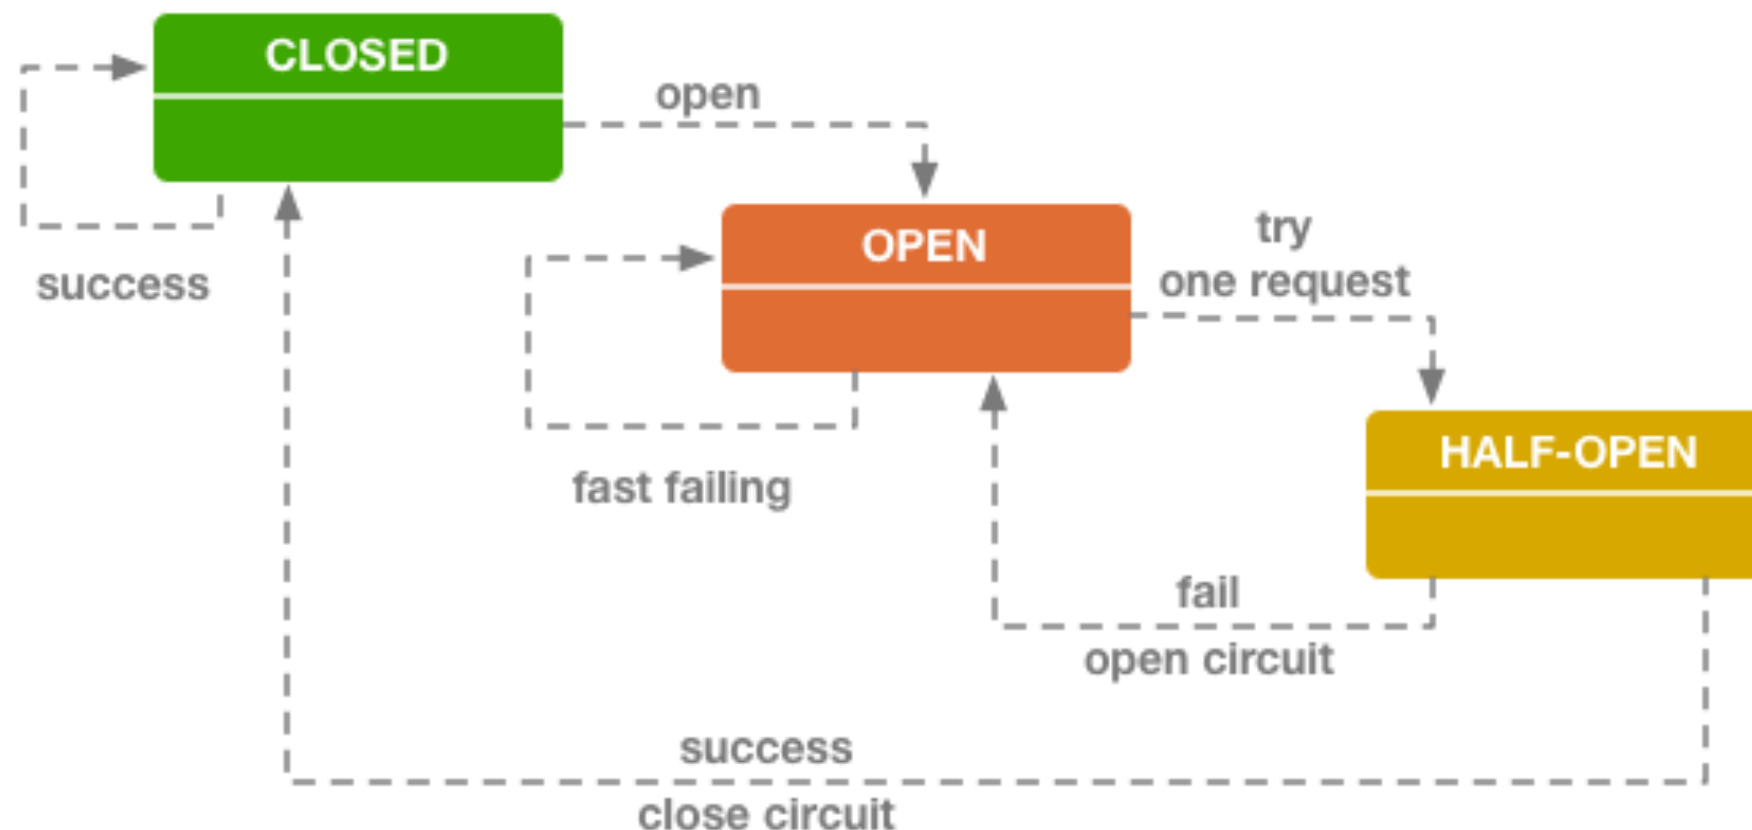 CLOSED
open
OPEN
try
one request
success
HALF-OPEN
fast failing
fail
open circuit
success
close circuit